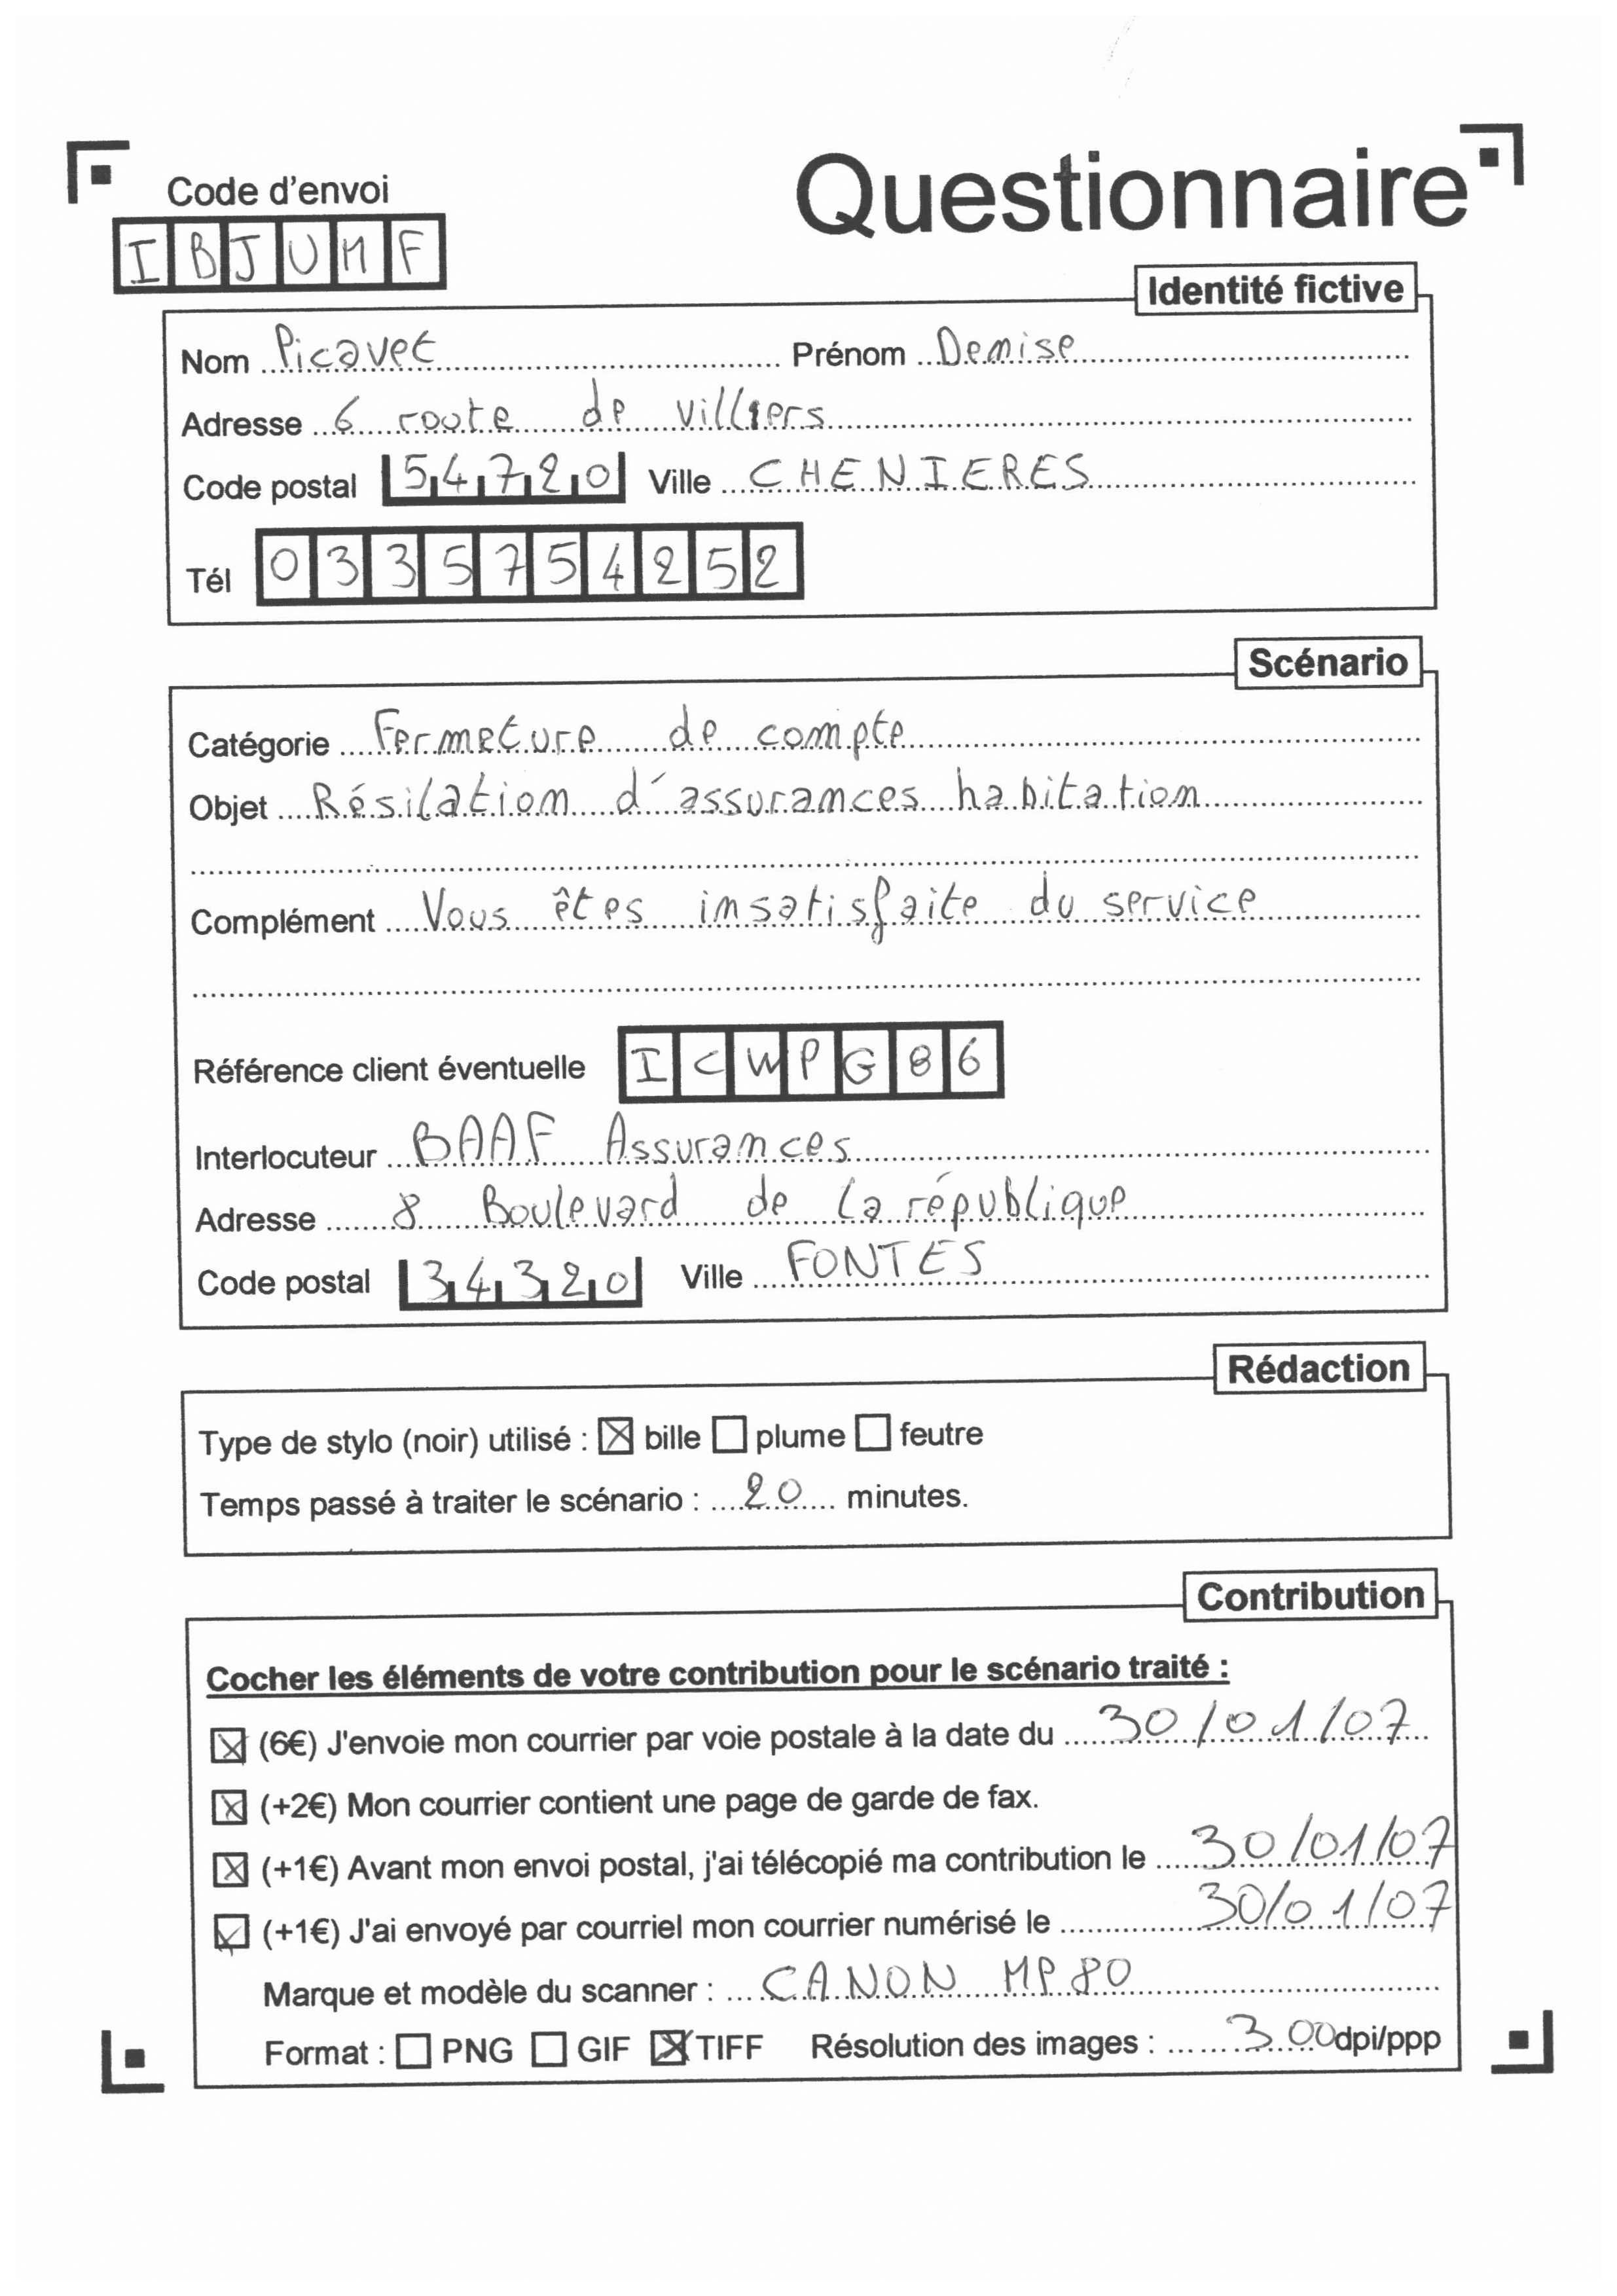 Questionnaire
Code d'envoi
IBJUMF
Identité fictive
Nom Picavet Prénom Denise
Adresse 6 route de villiers
Code postal 54720 Ville CHENIERES
Tél 0335754252
Scénario
Catégorie Fermeture de compte
Objet Résilation d'assurances habitation
Complément Vous êtes insatisfaite du service
Référence client éventuelle ICWPG86
Interlocuteur BAAF Assurances
Adresse 8 Boulevard de la république
Code postal 34320 Ville FONTES
Rédaction
Type de stylo (noir) utilisé : ☒ bille ☐ plume ☐ feutre
Temps passé à traiter le scénario : 20 minutes.
Contribution
Cocher les éléments de votre contribution pour le scénario traité :
☒ (6€) J'envoie mon courrier par voie postale à la date du 30/01/07
☒ (+2€) Mon courrier contient une page de garde de fax.
☒ (+1€) Avant mon envoi postal, j'ai télécopié ma contribution le 30/01/07
☒ (+1€) J'ai envoyé par courriel mon courrier numérisé le 30/01/07
Marque et modèle du scanner : CANON MP80
Format : ☐ PNG ☐ GIF ☒ TIFF Résolution des images : 300 dpi/ppp